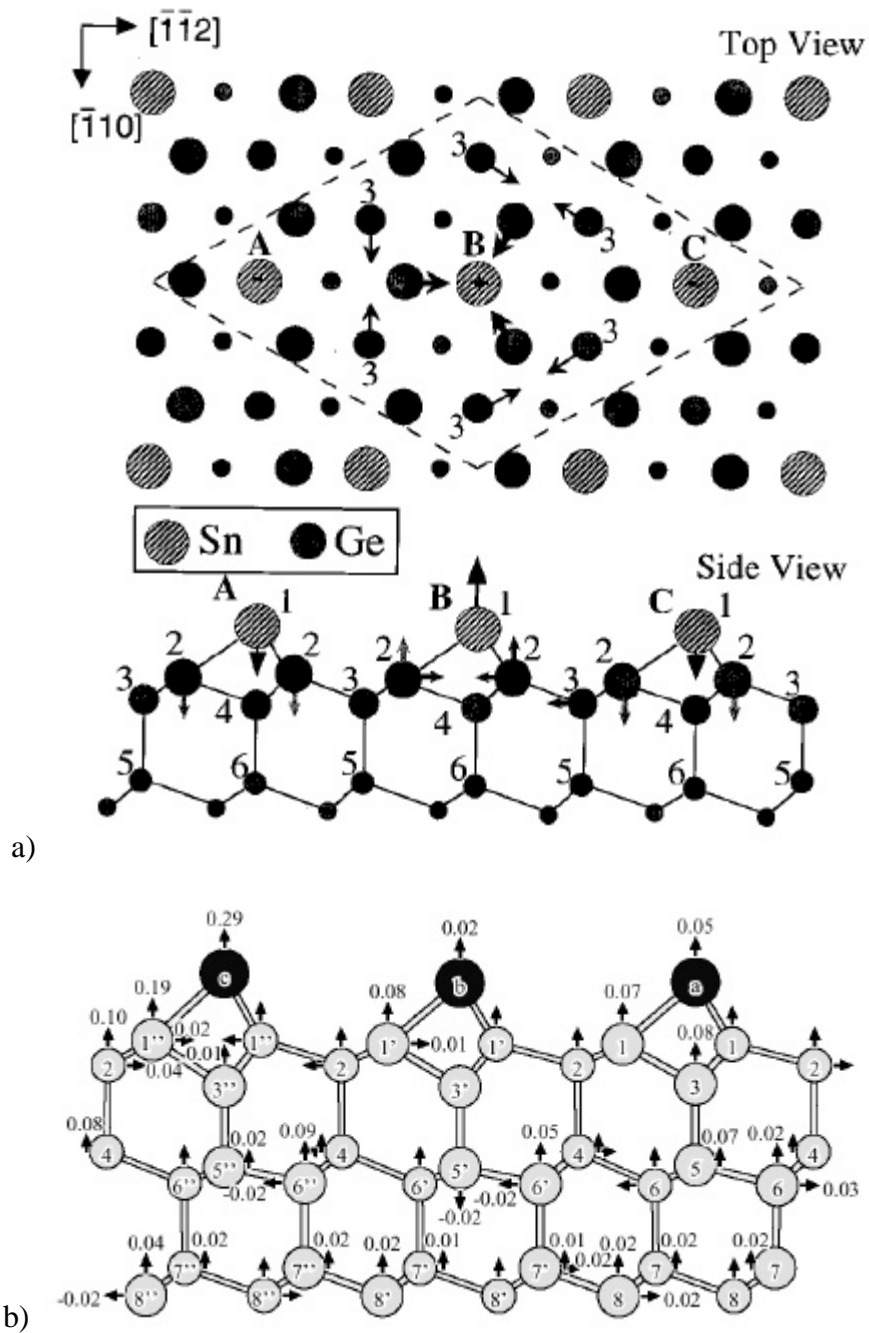 [1̄1̄2]
Top View
[1̄10]
3
3 3
A B C
3
3 3
3
Sn Ge
Side View
A B C
1 1 1
2 2 2 2 2 2
3 3 3 3
4 4 4
5 6 5 6 5 6 5
a)
0.29 0.02 0.05
c b a
0.19 0.08 0.07
0.10 0.02 0.01 0.08
1’’ 1’’ 1’ 1’ 1 1
-0.01
2 2 2 2
0.04
3’’ 3’ 3
0.08 0.02 0.09 0.05 0.07 0.02
4 4 4 4
5’’ 5’ 5
6’’ 6’’ 6’ 6’ 6 6
-0.02 -0.02 0.03
-0.02
0.04 0.02 0.02 0.02 0.01 0.01 0.02 0.02 0.02
0.02
7’’ 7’’ 7’ 7’ 7 7
-0.02 8’’ 8’’ 8’ 8’ 8 0.02 8
b)